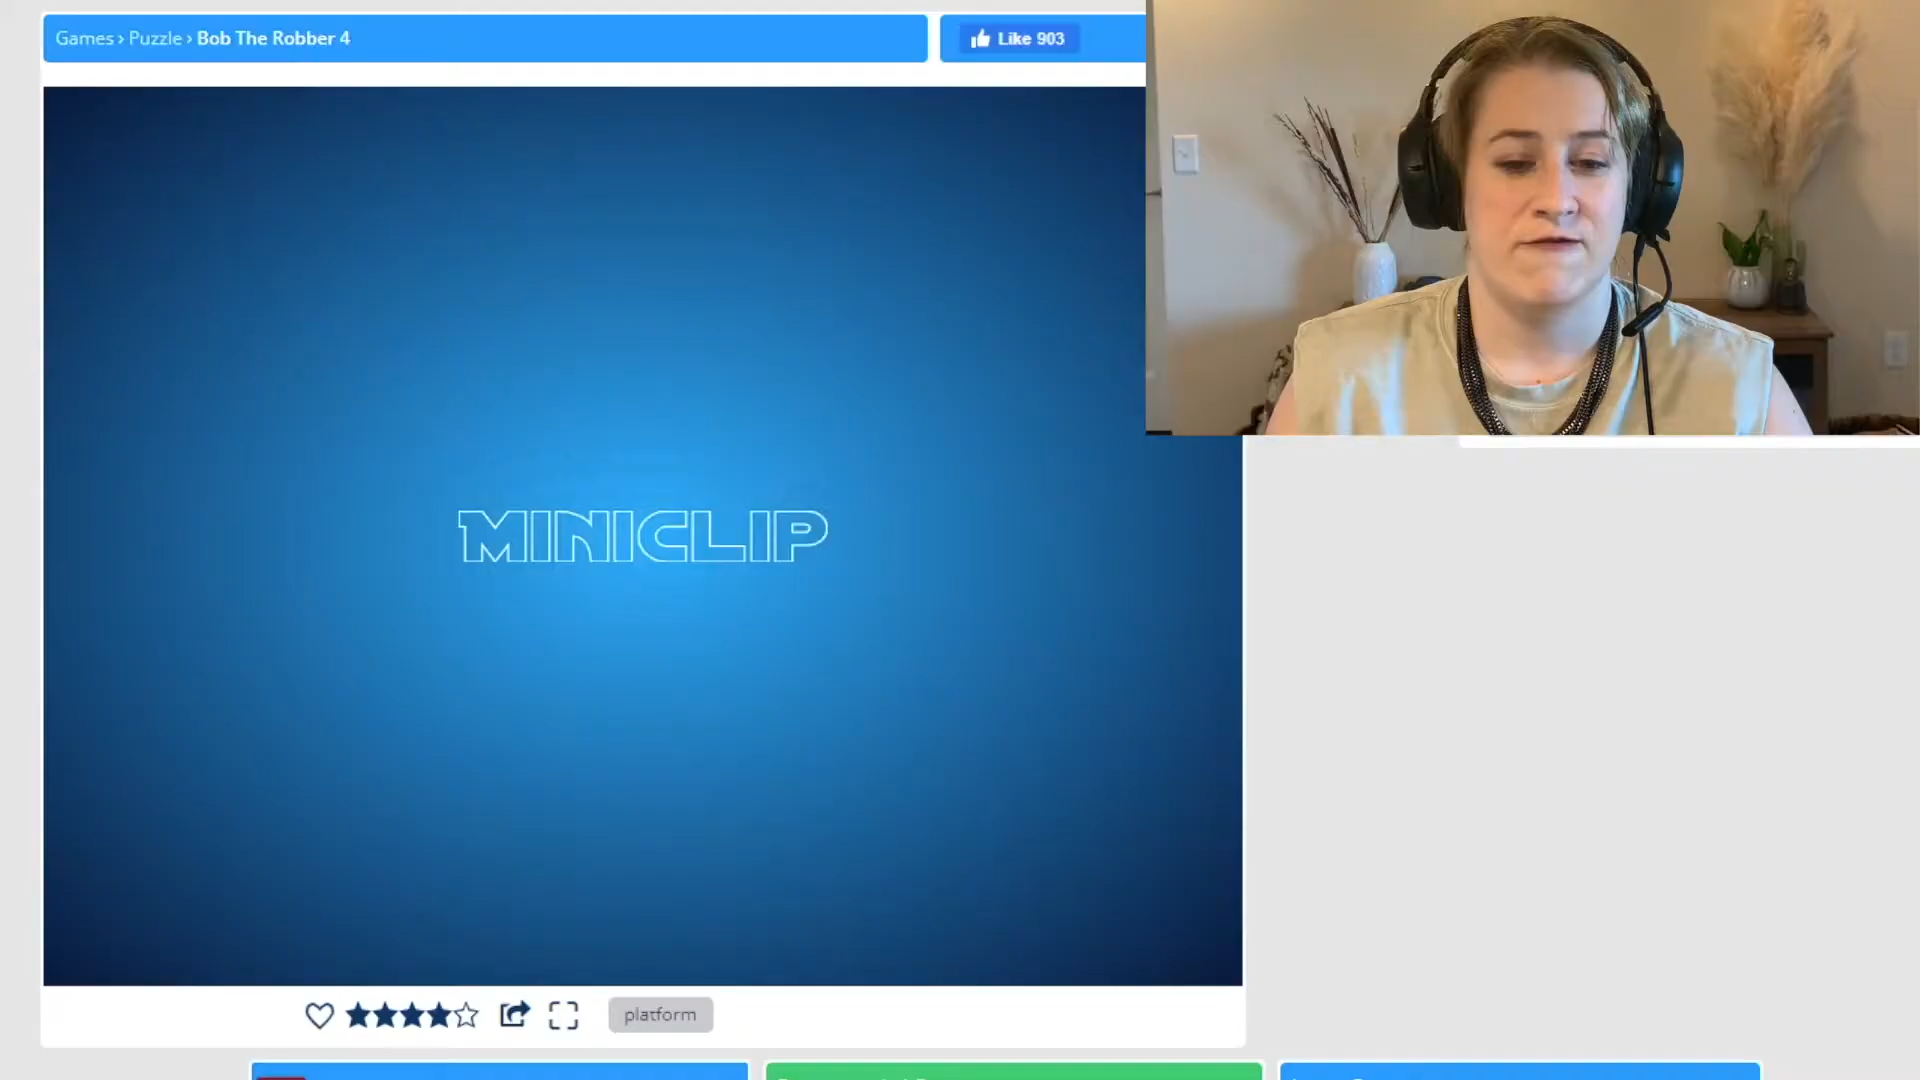 Games › Puzzle › Bob The Robber 4
Like 903
MINICLIP
platform